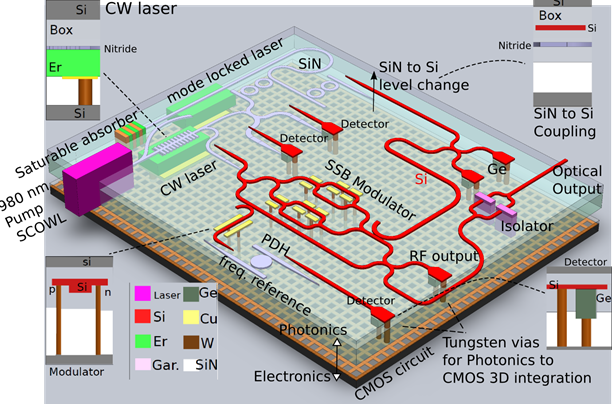 Si
CW laser
Box
Nitride
Er
Si
mode locked laser
SiN
SiN to Si
level change
Box
Si
Nitride
Si
SiN to Si
Coupling
Saturable absorber
Detector
Detector
CW laser
980 nm
Pump
SCOWL
SSB Modulator
Si
Ge
Optical
Output
Isolator
PDH
freq. reference
RF output
Detector
si
p
Si
n
Modulator
Laser
Ge
Si
Cu
Er
W
Gar.
SiN
Photonics
Electronics
CMOS circuit
Tungsten vias
for Photonics to
CMOS 3D integration
Detector
Si
Ge